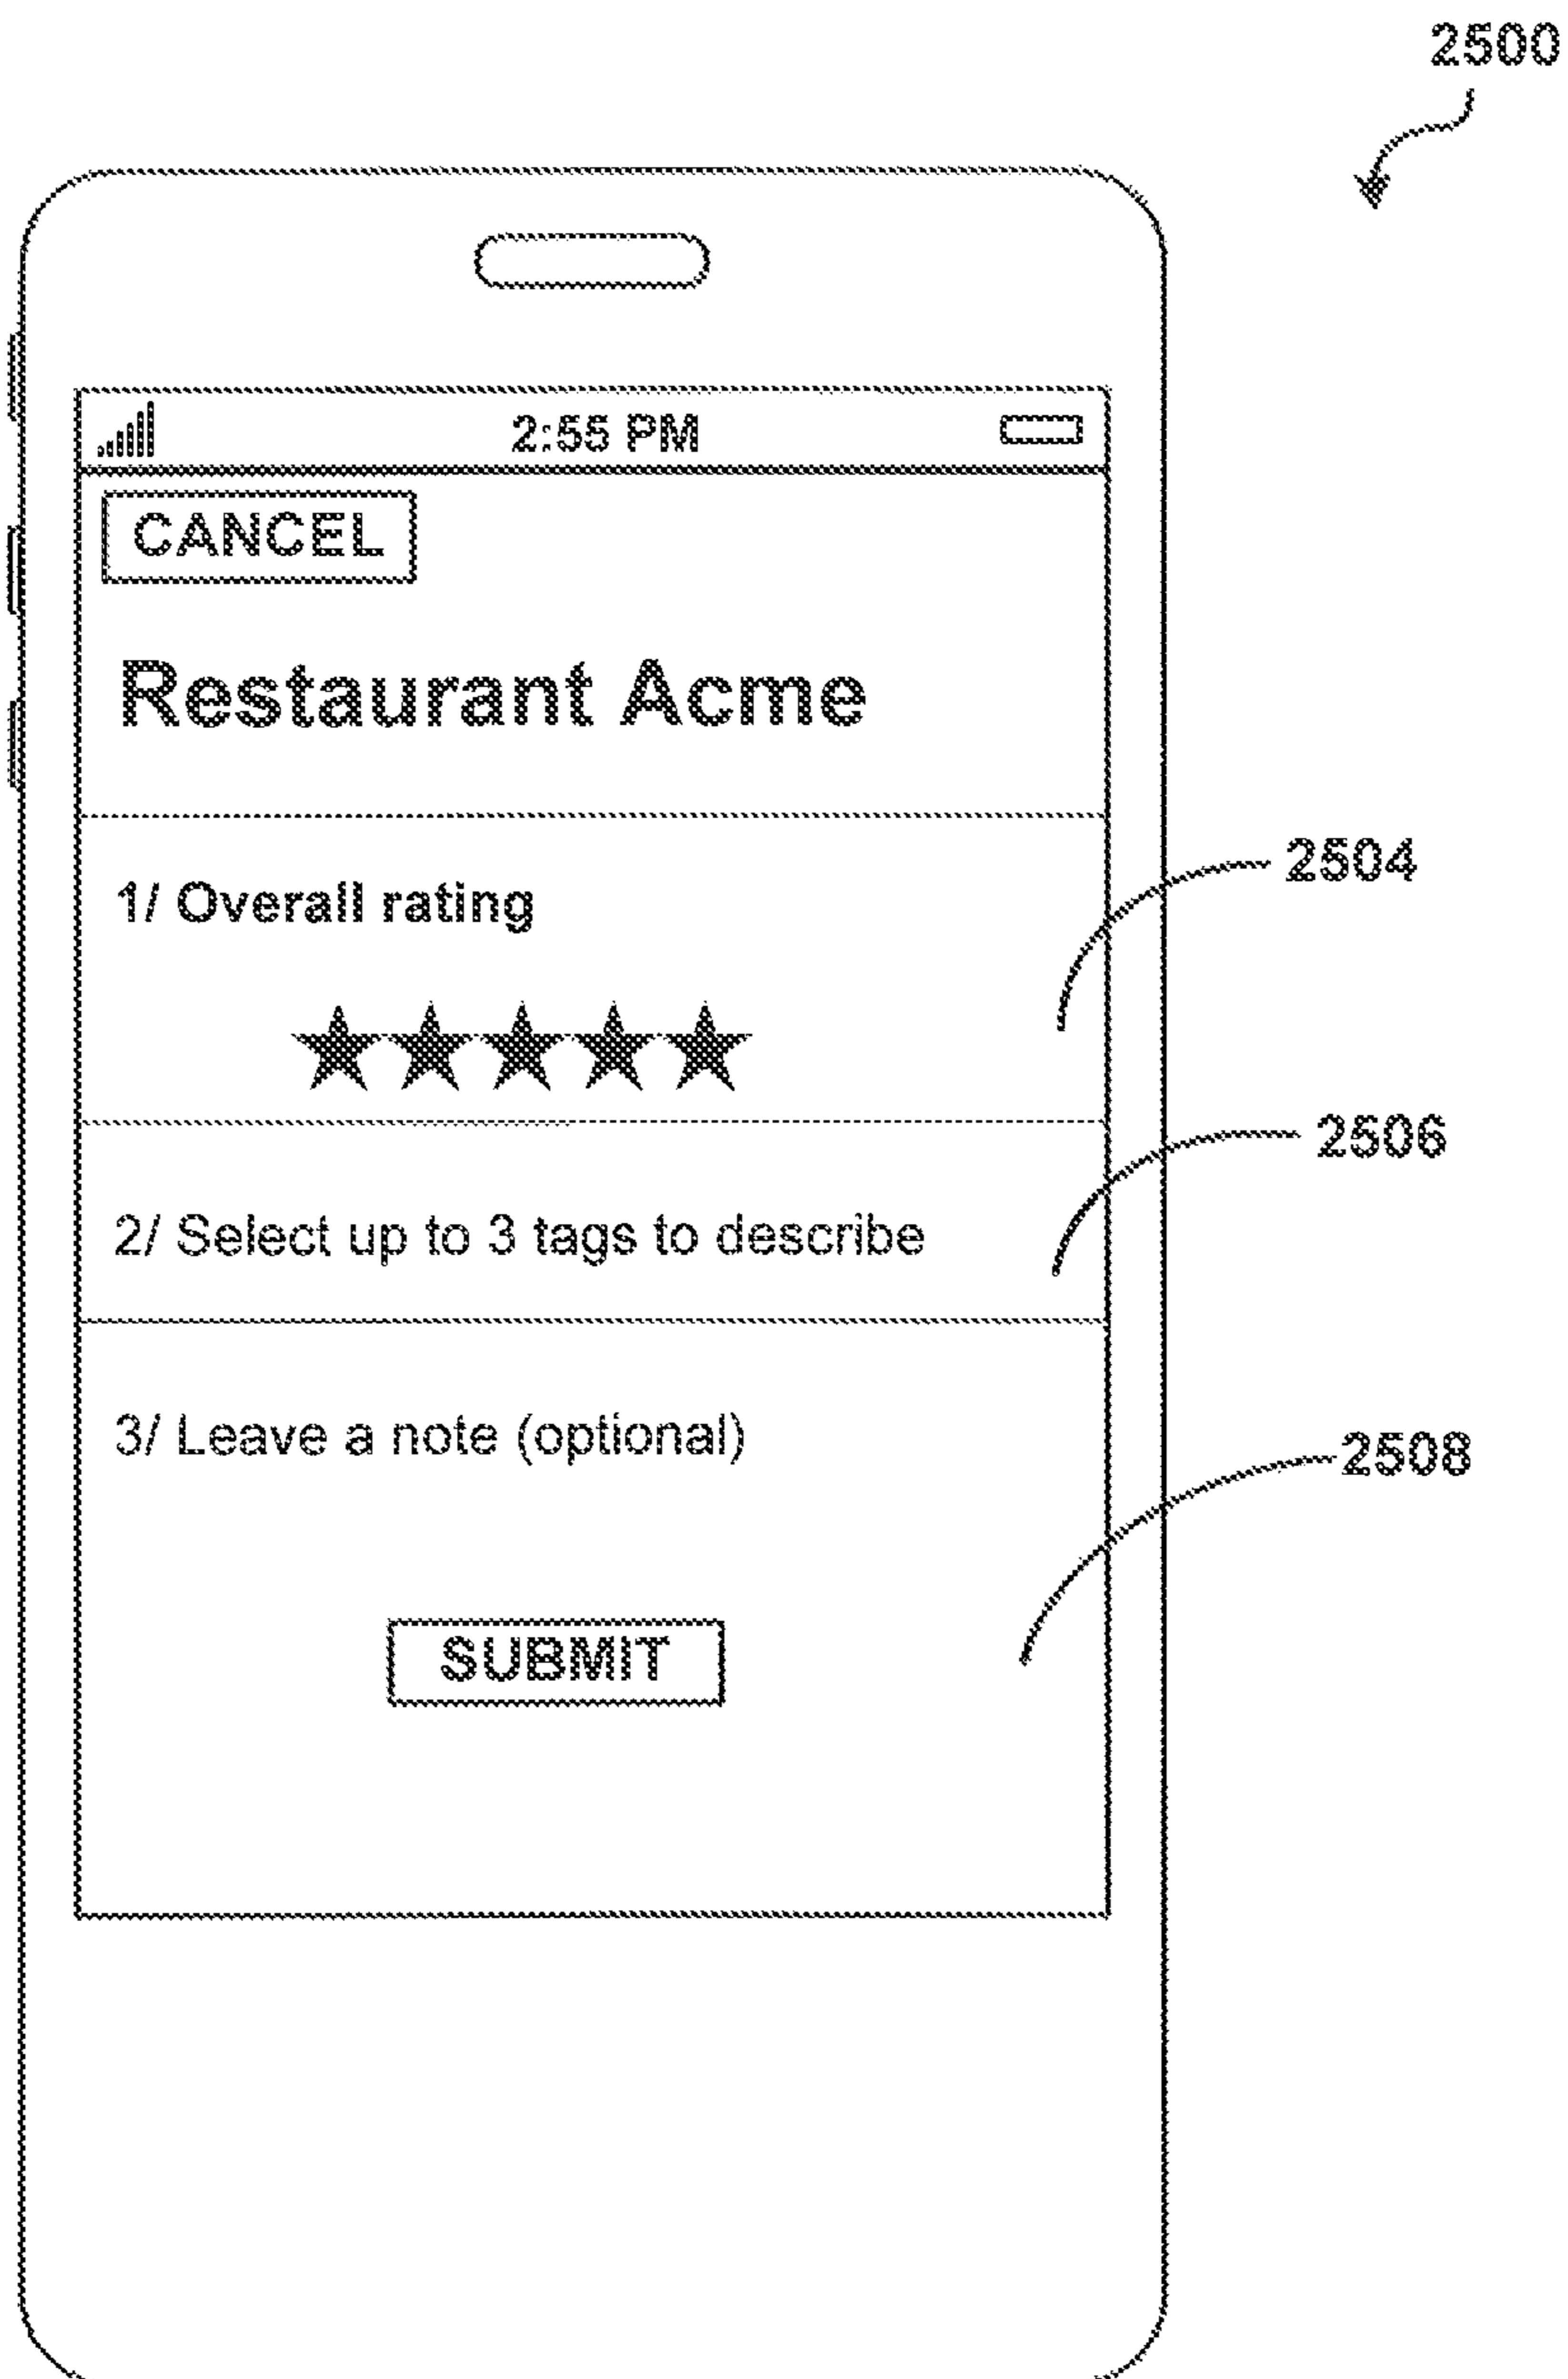 2500
2:55 PM
CANCEL
Restaurant Acme
2504
1/ Overall rating
2506
2/ Select up to 3 tags to describe
3/ Leave a note (optional)
2508
SUBMIT